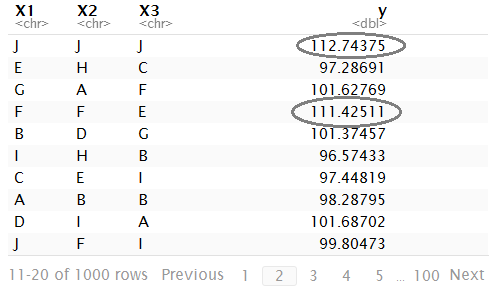 X1 X2 X3 y
<chr> <chr> <chr> <dbl>
J J J 112.74375
E H C 97.28691
G A F 101.62769
F F E 111.42511
B D G 101.37457
I H B 96.57433
C E I 97.44819
A B B 98.28795
D I A 101.68702
J F I 99.80473
11-20 of 1000 rows Previous 1 2 3 4 5 ... 100 Next